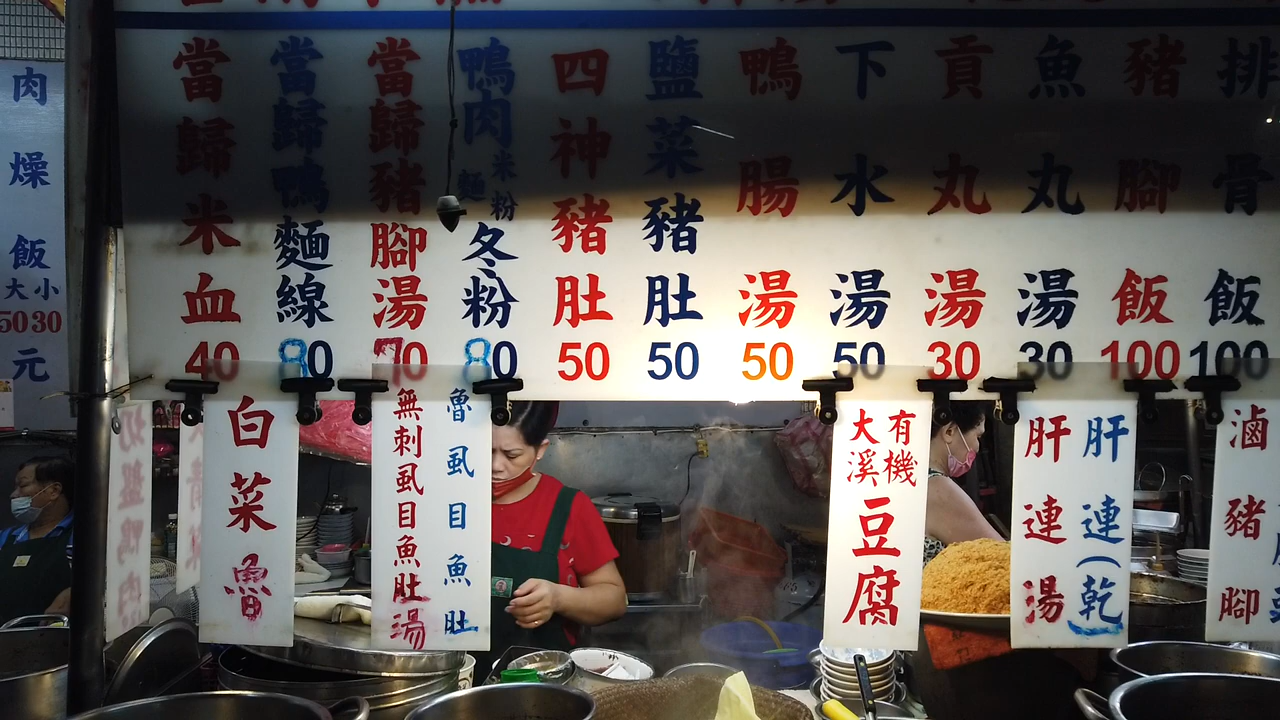 肉燥飯
大小
50 30
元
當歸米血 40
當歸鴨麵線 80
當歸豬腳湯 70
鴨肉米粉麵冬粉 80
四神豬肚 50
鹽菜豬肚 50
鴨腸湯 50
下水湯 50
貢丸湯 30
魚丸湯 30
豬腳飯 100
排骨飯 100
切盤鴨肉
白菜魯
無刺虱目魚肚湯
魯虱目魚肚
有機
大溪
豆腐
肝連湯
肝連(乾)
滷豬腳